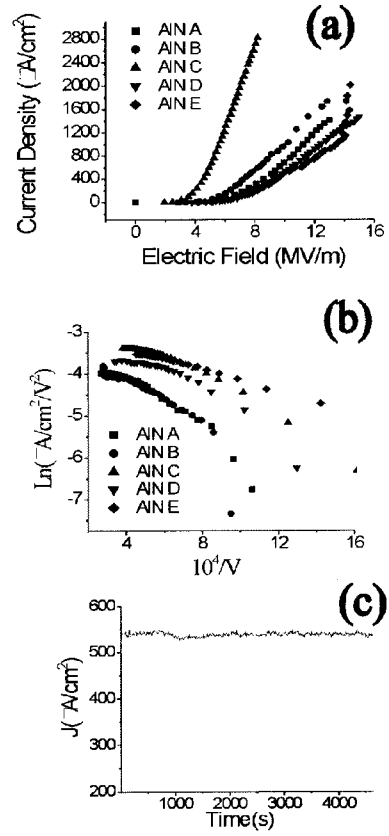 (a)
AlN A
AlN B
AlN C
AlN D
AlN E
Current Density (¯A/cm²)
2800
2400
2000
1600
1200
800
400
0
0 4 8 12 16
Electric Field (MV/m)
(b)
Ln(¯A/cm²/V²)
-3
-4
-5
-6
-7
AlN A
AlN B
AlN C
AlN D
AlN E
4 8 12 16
10⁴/V
(c)
J(¯A/cm²)
600
500
400
300
200
1000 2000 3000 4000
Time(s)